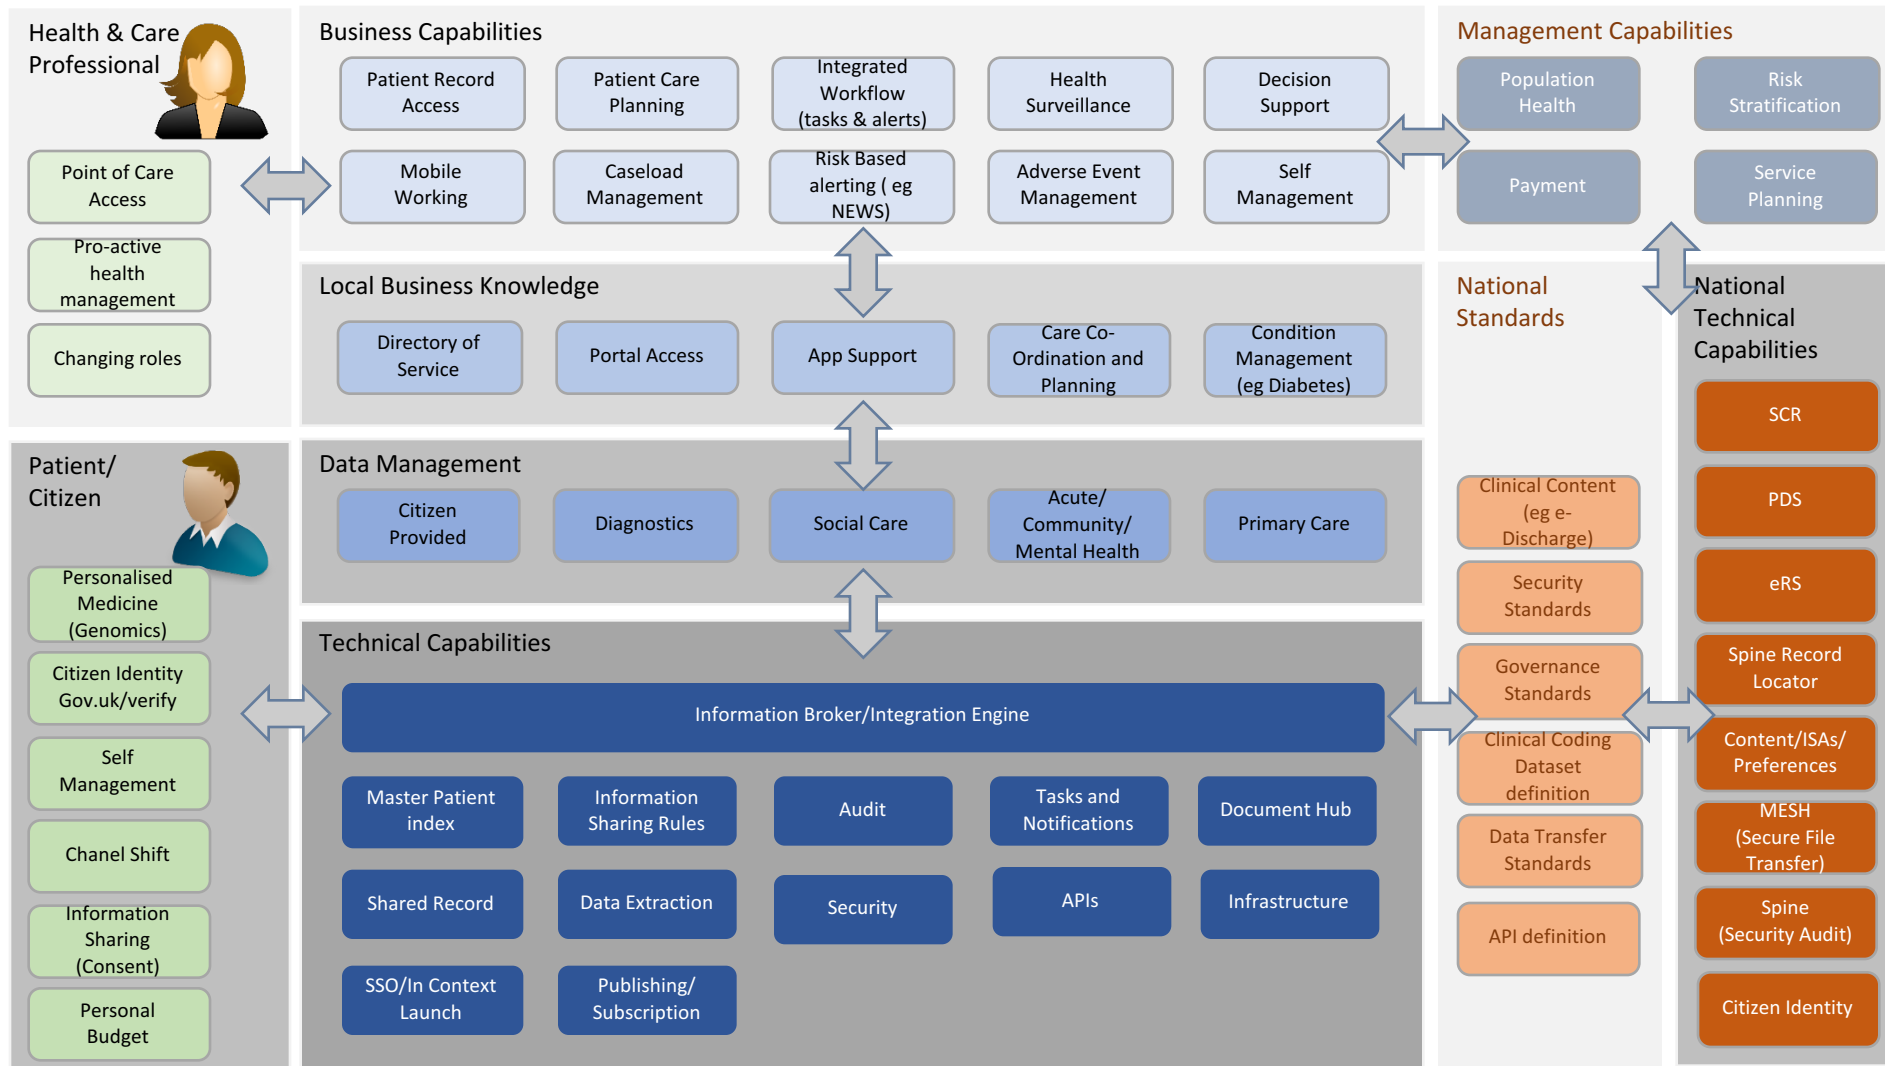 Health & Care
Professional
Point of Care
Access
Pro-active
health
management
Changing roles
Patient/
Citizen
Personalised
Medicine
(Genomics)
Citizen Identity
Gov.uk/verify
Self
Management
Chanel Shift
Information
Sharing
(Consent)
Personal
Budget
Business Capabilities
Patient Record
Access
Patient Care
Planning
Integrated
Workflow
(tasks & alerts)
Health
Surveillance
Decision
Support
Mobile
Working
Caseload
Management
Risk Based
alerting ( eg
NEWS)
Adverse Event
Management
Self
Management
Local Business Knowledge
Directory of
Service
Portal Access
App Support
Care Co-
Ordination and
Planning
Condition
Management
(eg Diabetes)
Data Management
Citizen
Provided
Diagnostics
Social Care
Acute/
Community/
Mental Health
Primary Care
Technical Capabilities
Information Broker/Integration Engine
Master Patient
index
Information
Sharing Rules
Audit
Tasks and
Notifications
Document Hub
Shared Record
Data Extraction
Security
APIs
Infrastructure
SSO/In Context
Launch
Publishing/
Subscription
Management Capabilities
Population
Health
Risk
Stratification
Payment
Service
Planning
National
Standards
Clinical Content
(eg e-
Discharge)
Security
Standards
Governance
Standards
Clinical Coding
Dataset
definition
Data Transfer
Standards
API definition
National
Technical
Capabilities
SCR
PDS
eRS
Spine Record
Locator
Content/ISAs/
Preferences
MESH
(Secure File
Transfer)
Spine
(Security Audit)
Citizen Identity